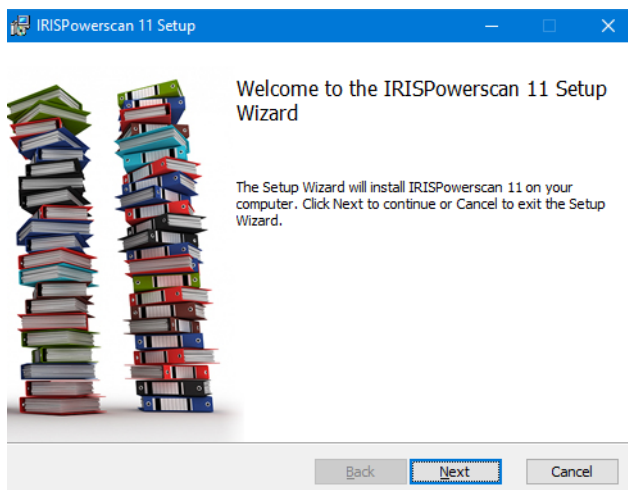 IRISPowerscan 11 Setup
Welcome to the IRISPowerscan 11 Setup
Wizard
The Setup Wizard will install IRISPowerscan 11 on your
computer. Click Next to continue or Cancel to exit the Setup
Wizard.
Back Next Cancel